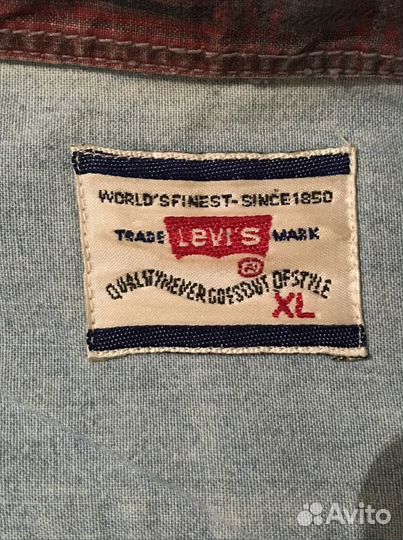 WORLD'S FINEST-SINCE 1850
TRADE LEVI'S MARK
®
QUALITY NEVER GOES OUT OF STYLE
XL
Avito